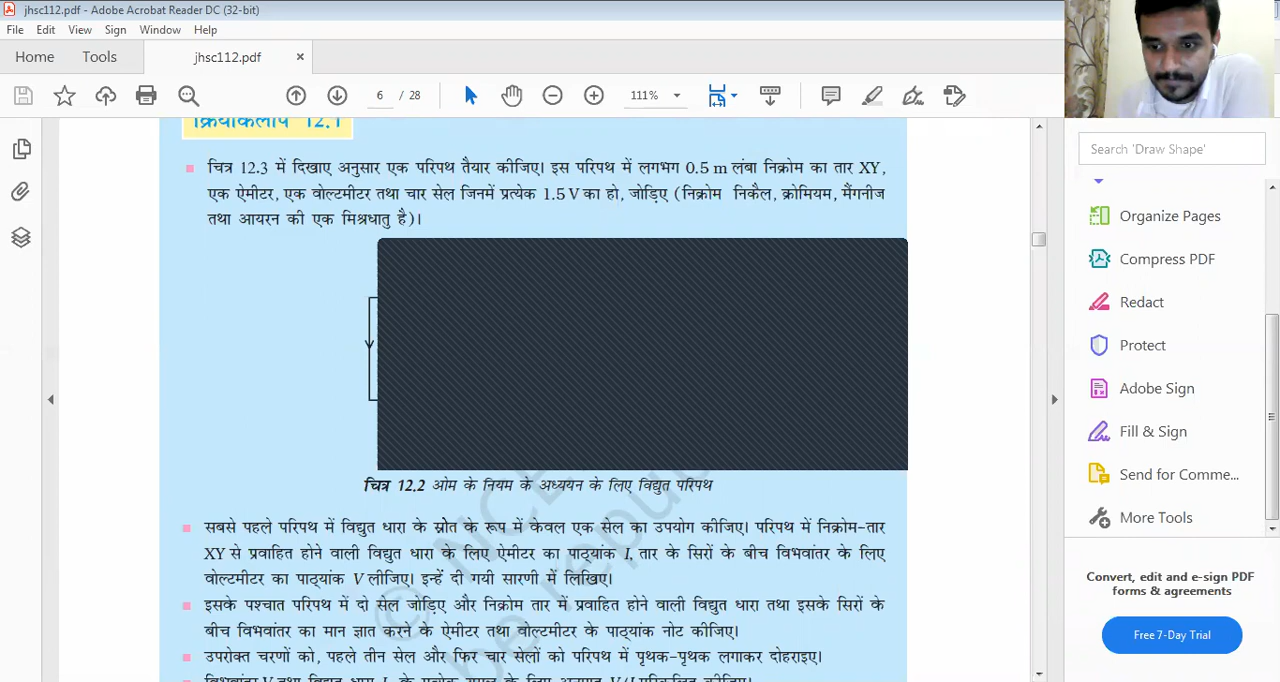 jhsc112.pdf - Adobe Acrobat Reader DC (32-bit)
File Edit View Sign Window Help
Home Tools jhsc112.pdf ×
6 / 28 111%
Search 'Draw Shape'
क्रियाकलाप 12.1
चित्र 12.3 में दिखाए अनुसार एक परिपथ तैयार कीजिए। इस परिपथ में लगभग 0.5 m लंबा निक्रोम का तार XY,
एक ऐमीटर, एक वोल्टमीटर तथा चार सेल जिनमें प्रत्येक 1.5 V का हो, जोड़िए (निक्रोम निकैल, क्रोमियम, मैंगनीज
तथा आयरन की एक मिश्रधातु है)।
चित्र 12.2 ओम के नियम के अध्ययन के लिए विद्युत परिपथ
सबसे पहले परिपथ में विद्युत धारा के स्रोत के रूप में केवल एक सेल का उपयोग कीजिए। परिपथ में निक्रोम-तार
XY से प्रवाहित होने वाली विद्युत धारा के लिए ऐमीटर का पाठ्यांक I, तार के सिरों के बीच विभवांतर के लिए
वोल्टमीटर का पाठ्यांक V लीजिए। इन्हें दी गयी सारणी में लिखिए।
इसके पश्चात परिपथ में दो सेल जोड़िए और निक्रोम तार में प्रवाहित होने वाली विद्युत धारा तथा इसके सिरों के
बीच विभवांतर का मान ज्ञात करने के ऐमीटर तथा वोल्टमीटर के पाठ्यांक नोट कीजिए।
उपरोक्त चरणों को, पहले तीन सेल और फिर चार सेलों को परिपथ में पृथक-पृथक लगाकर दोहराइए।
Organize Pages
Compress PDF
Redact
Protect
Adobe Sign
Fill & Sign
Send for Comme...
More Tools
Convert, edit and e-sign PDF
forms & agreements
Free 7-Day Trial